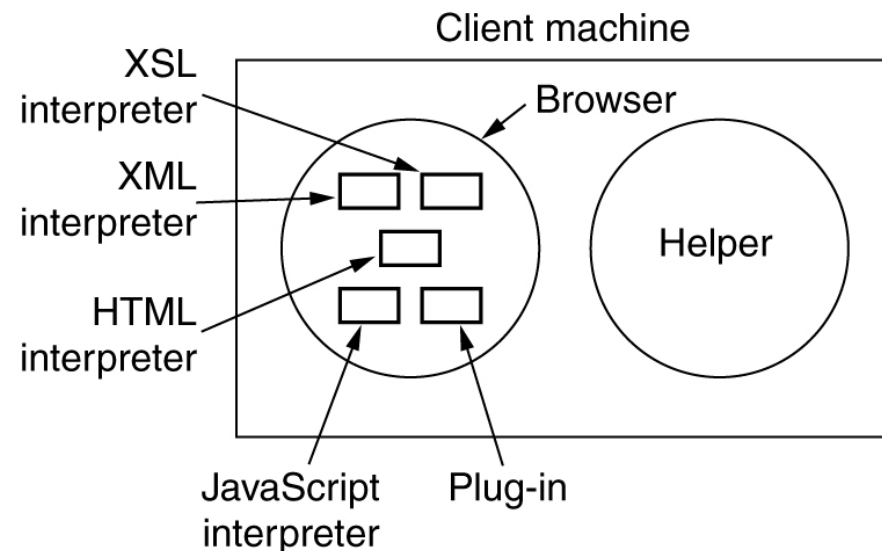 Client machine
XSL
interpreter
Browser
XML
interpreter
Helper
HTML
interpreter
JavaScript
interpreter
Plug-in